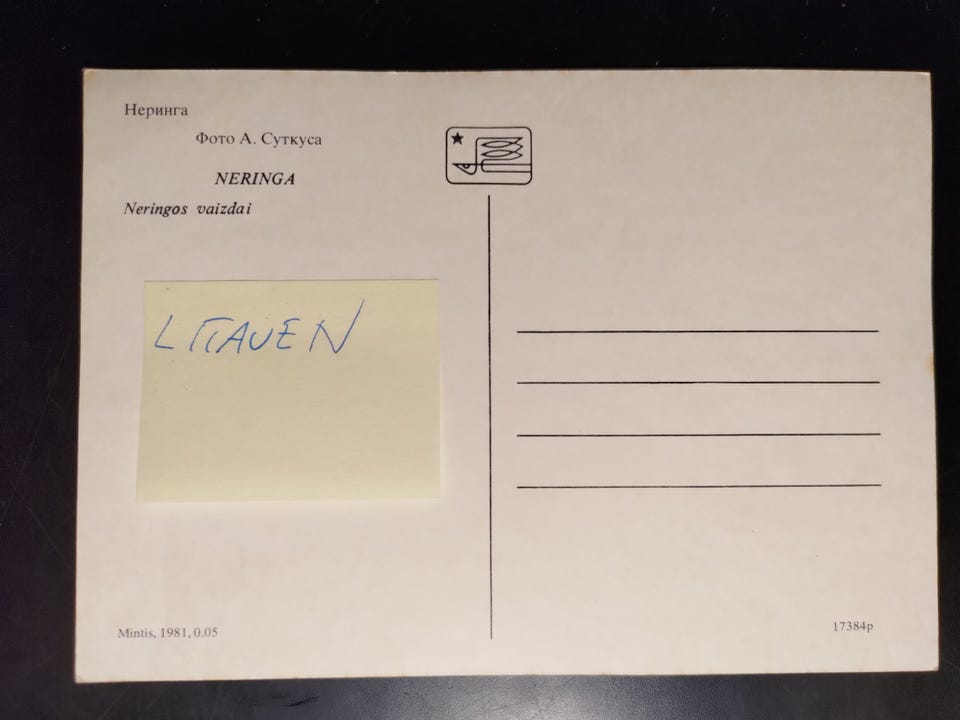 Неринга
Фото А. Суткуса
NERINGA
Neringos vaizdai
LITAUEN
Mintis, 1981, 0.05
17384р